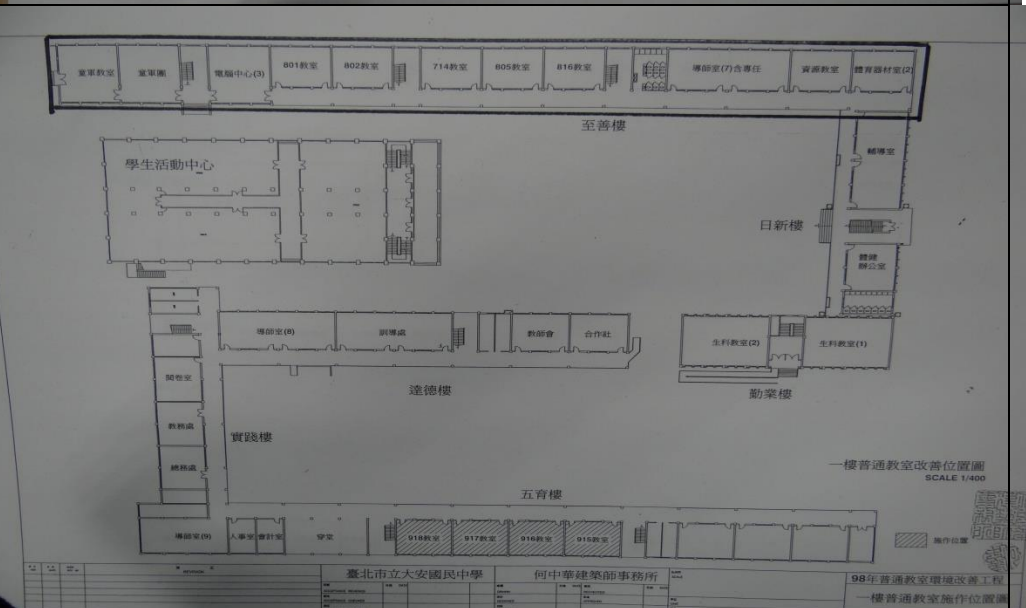 童軍教室
童軍團
電腦中心(3)
801教室
802教室
714教室
805教室
816教室
導師室(7)含專任
資源教室
體育器材室(2)
至善樓
學生活動中心
輔導室
日新樓
體健
辦公室
導師室(8)
訓導處
教師會
合作社
生科教室(2)
生科教室(1)
達德樓
勤業樓
閱卷室
教務處
總務處
實踐樓
一樓普通教室改善位置圖
SCALE 1/400
五育樓
導師室(9)
人事室
會計室
穿堂
918教室
917教室
916教室
915教室
施作位置
臺北市立大安國民中學
何中華建築師事務所
98年普通教室環境改善工程
一樓普通教室施作位置圖